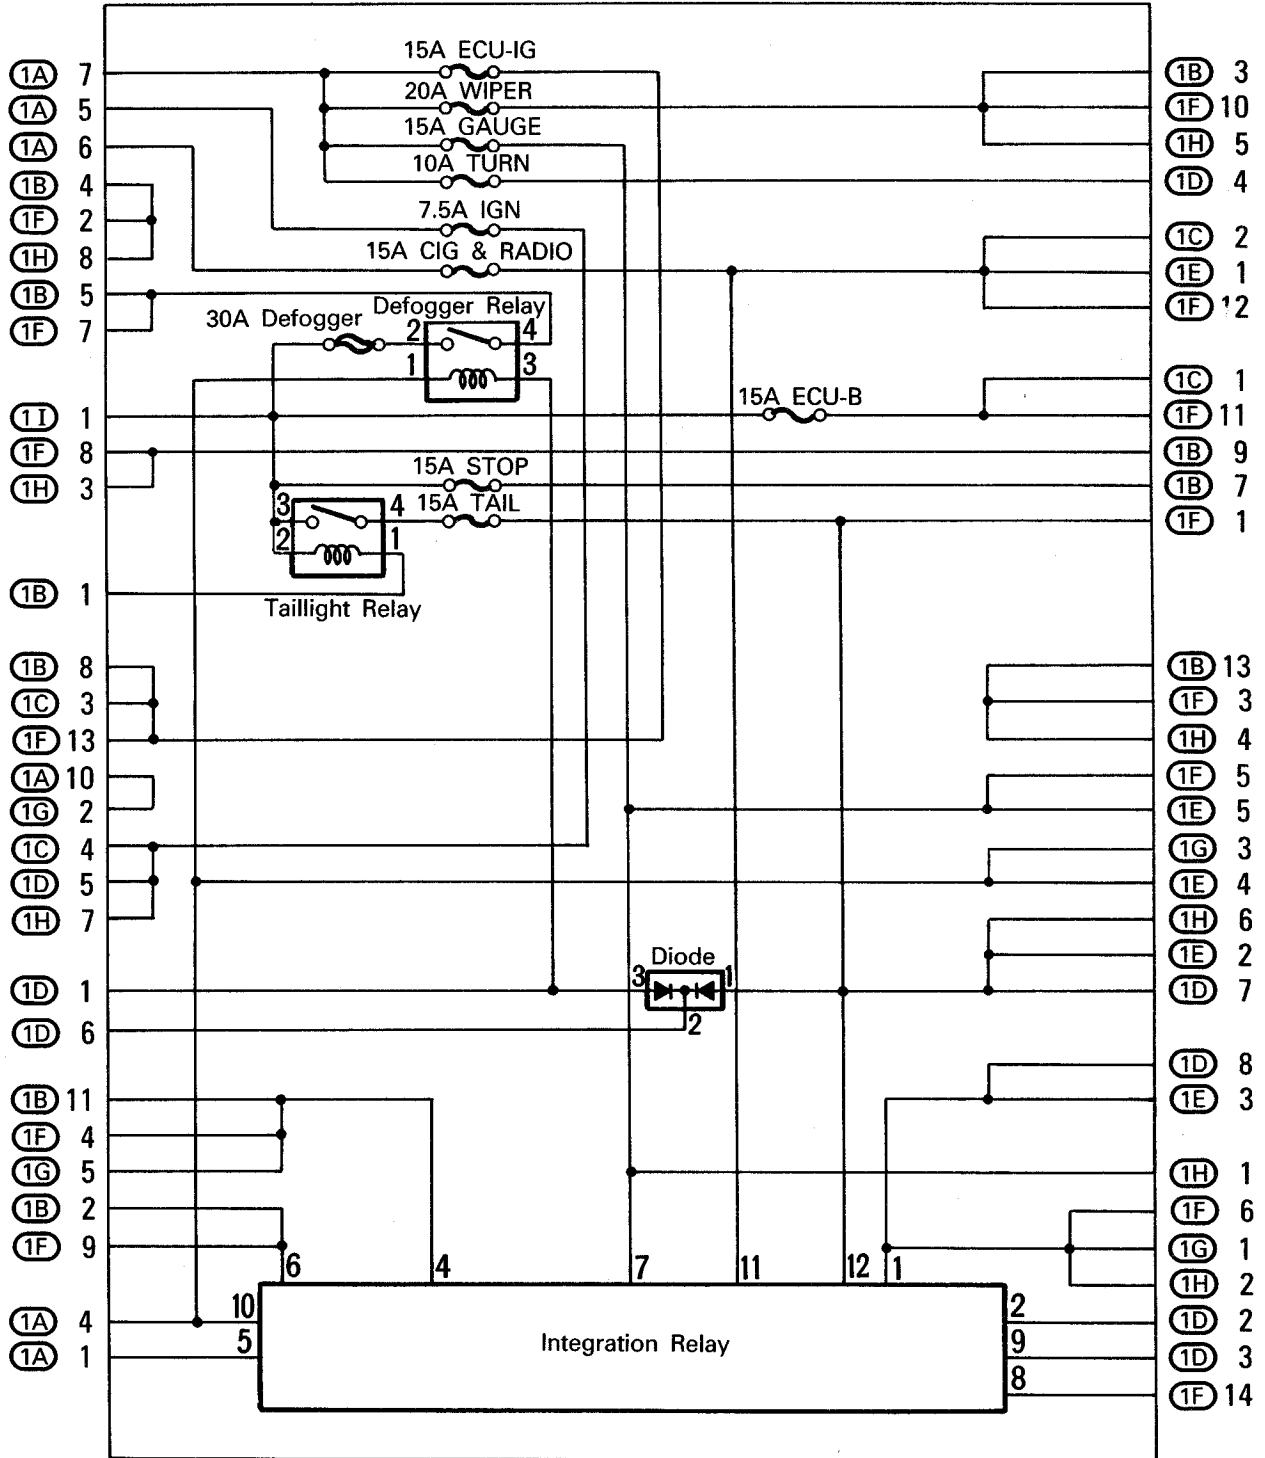 15A ECU-IG
1A 7
1B 3
20A WIPER
1A 5
1F 10
15A GAUGE
1A 6
1H 5
10A TURN
1B 4
1D 4
7.5A IGN
1F 2
1C 2
15A CIG & RADIO
1H 8
1E 1
1B 5
Defogger Relay
1F 12
30A Defogger
2 4
1F 7
1 3
1C 1
15A ECU-B
1I 1
1F 11
1F 8
1B 9
15A STOP
1H 3
1B 7
15A TAIL
3 4
1F 1
2 1
1B 1
Taillight Relay
1B 8
1B 13
1C 3
1F 3
1F 13
1H 4
1A 10
1F 5
1G 2
1E 5
1C 4
1G 3
1D 5
1E 4
1H 7
1H 6
Diode
1E 2
3 1
1D 1
1D 7
2
1D 6
1D 8
1B 11
1E 3
1F 4
1G 5
1H 1
1B 2
1F 6
1F 9
1G 1
6 4 7 11 12 1
1H 2
10 2
1A 4
1D 2
5 9
Integration Relay
1A 1
1D 3
8
1F 14